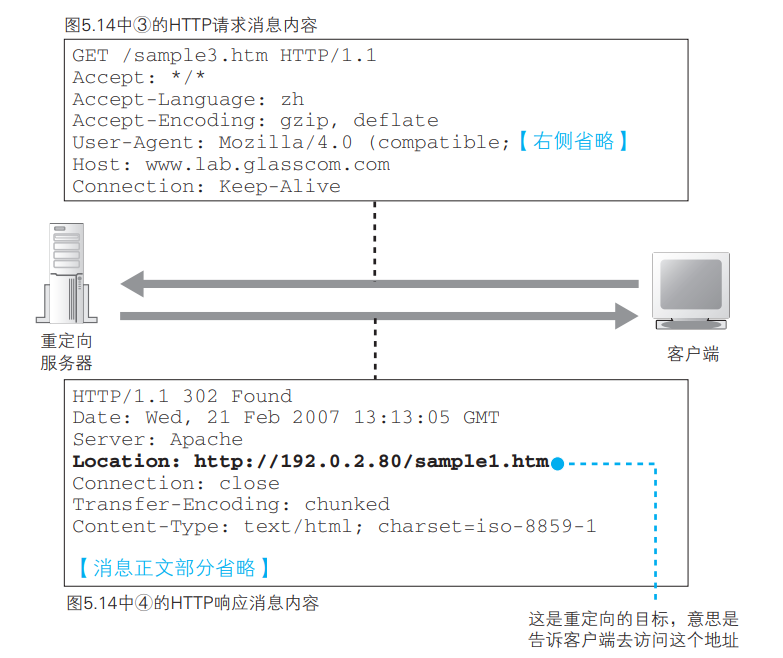 图5.14中③的HTTP请求消息内容
GET /sample3.htm HTTP/1.1
Accept: */*
Accept-Language: zh
Accept-Encoding: gzip, deflate
User-Agent: Mozilla/4.0 (compatible;【右侧省略】
Host: www.lab.glasscom.com
Connection: Keep-Alive
重定向
服务器
客户端
HTTP/1.1 302 Found
Date: Wed, 21 Feb 2007 13:13:05 GMT
Server: Apache
Location: http://192.0.2.80/sample1.htm
Connection: close
Transfer-Encoding: chunked
Content-Type: text/html; charset=iso-8859-1
【消息正文部分省略】
图5.14中④的HTTP响应消息内容
这是重定向的目标，意思是
告诉客户端去访问这个地址